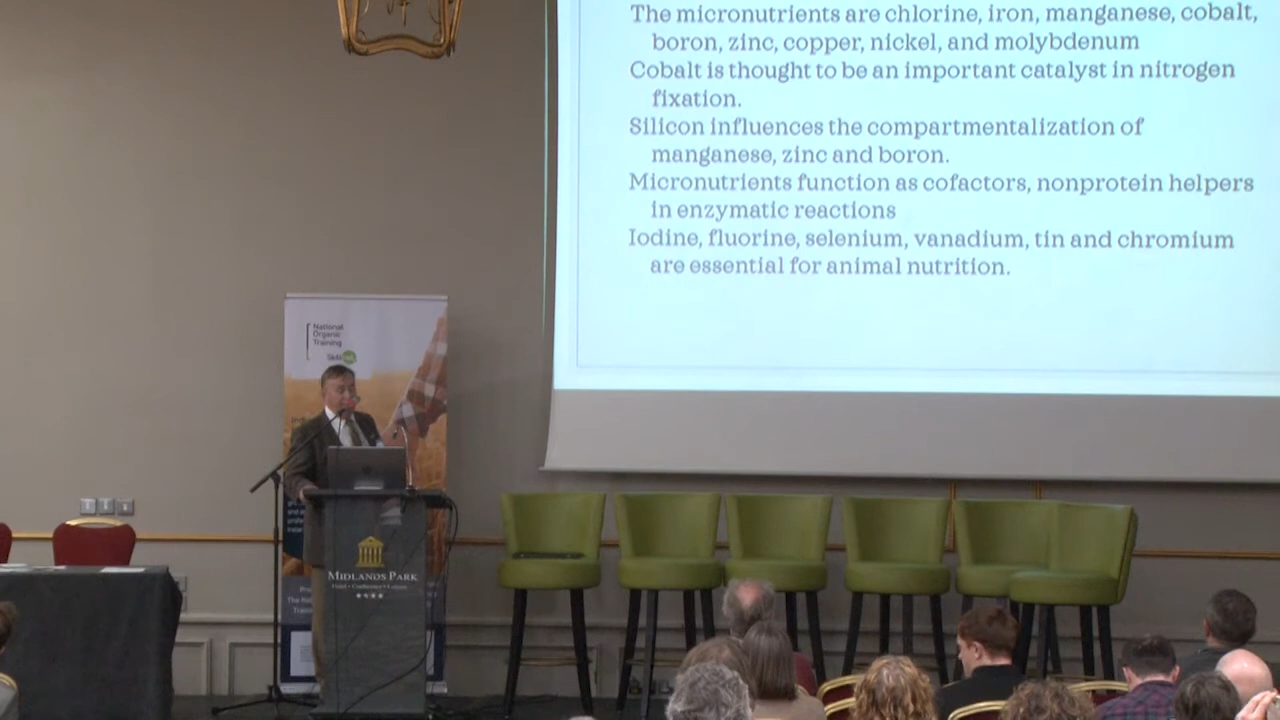 The micronutrients are chlorine, iron, manganese, cobalt,
boron, zinc, copper, nickel, and molybdenum
Cobalt is thought to be an important catalyst in nitrogen
fixation.
Silicon influences the compartmentalization of
manganese, zinc and boron.
Micronutrients function as cofactors, nonprotein helpers
in enzymatic reactions
Iodine, fluorine, selenium, vanadium, tin and chromium
are essential for animal nutrition.
National
Organic
Training
Skillnet
MIDLANDS PARK